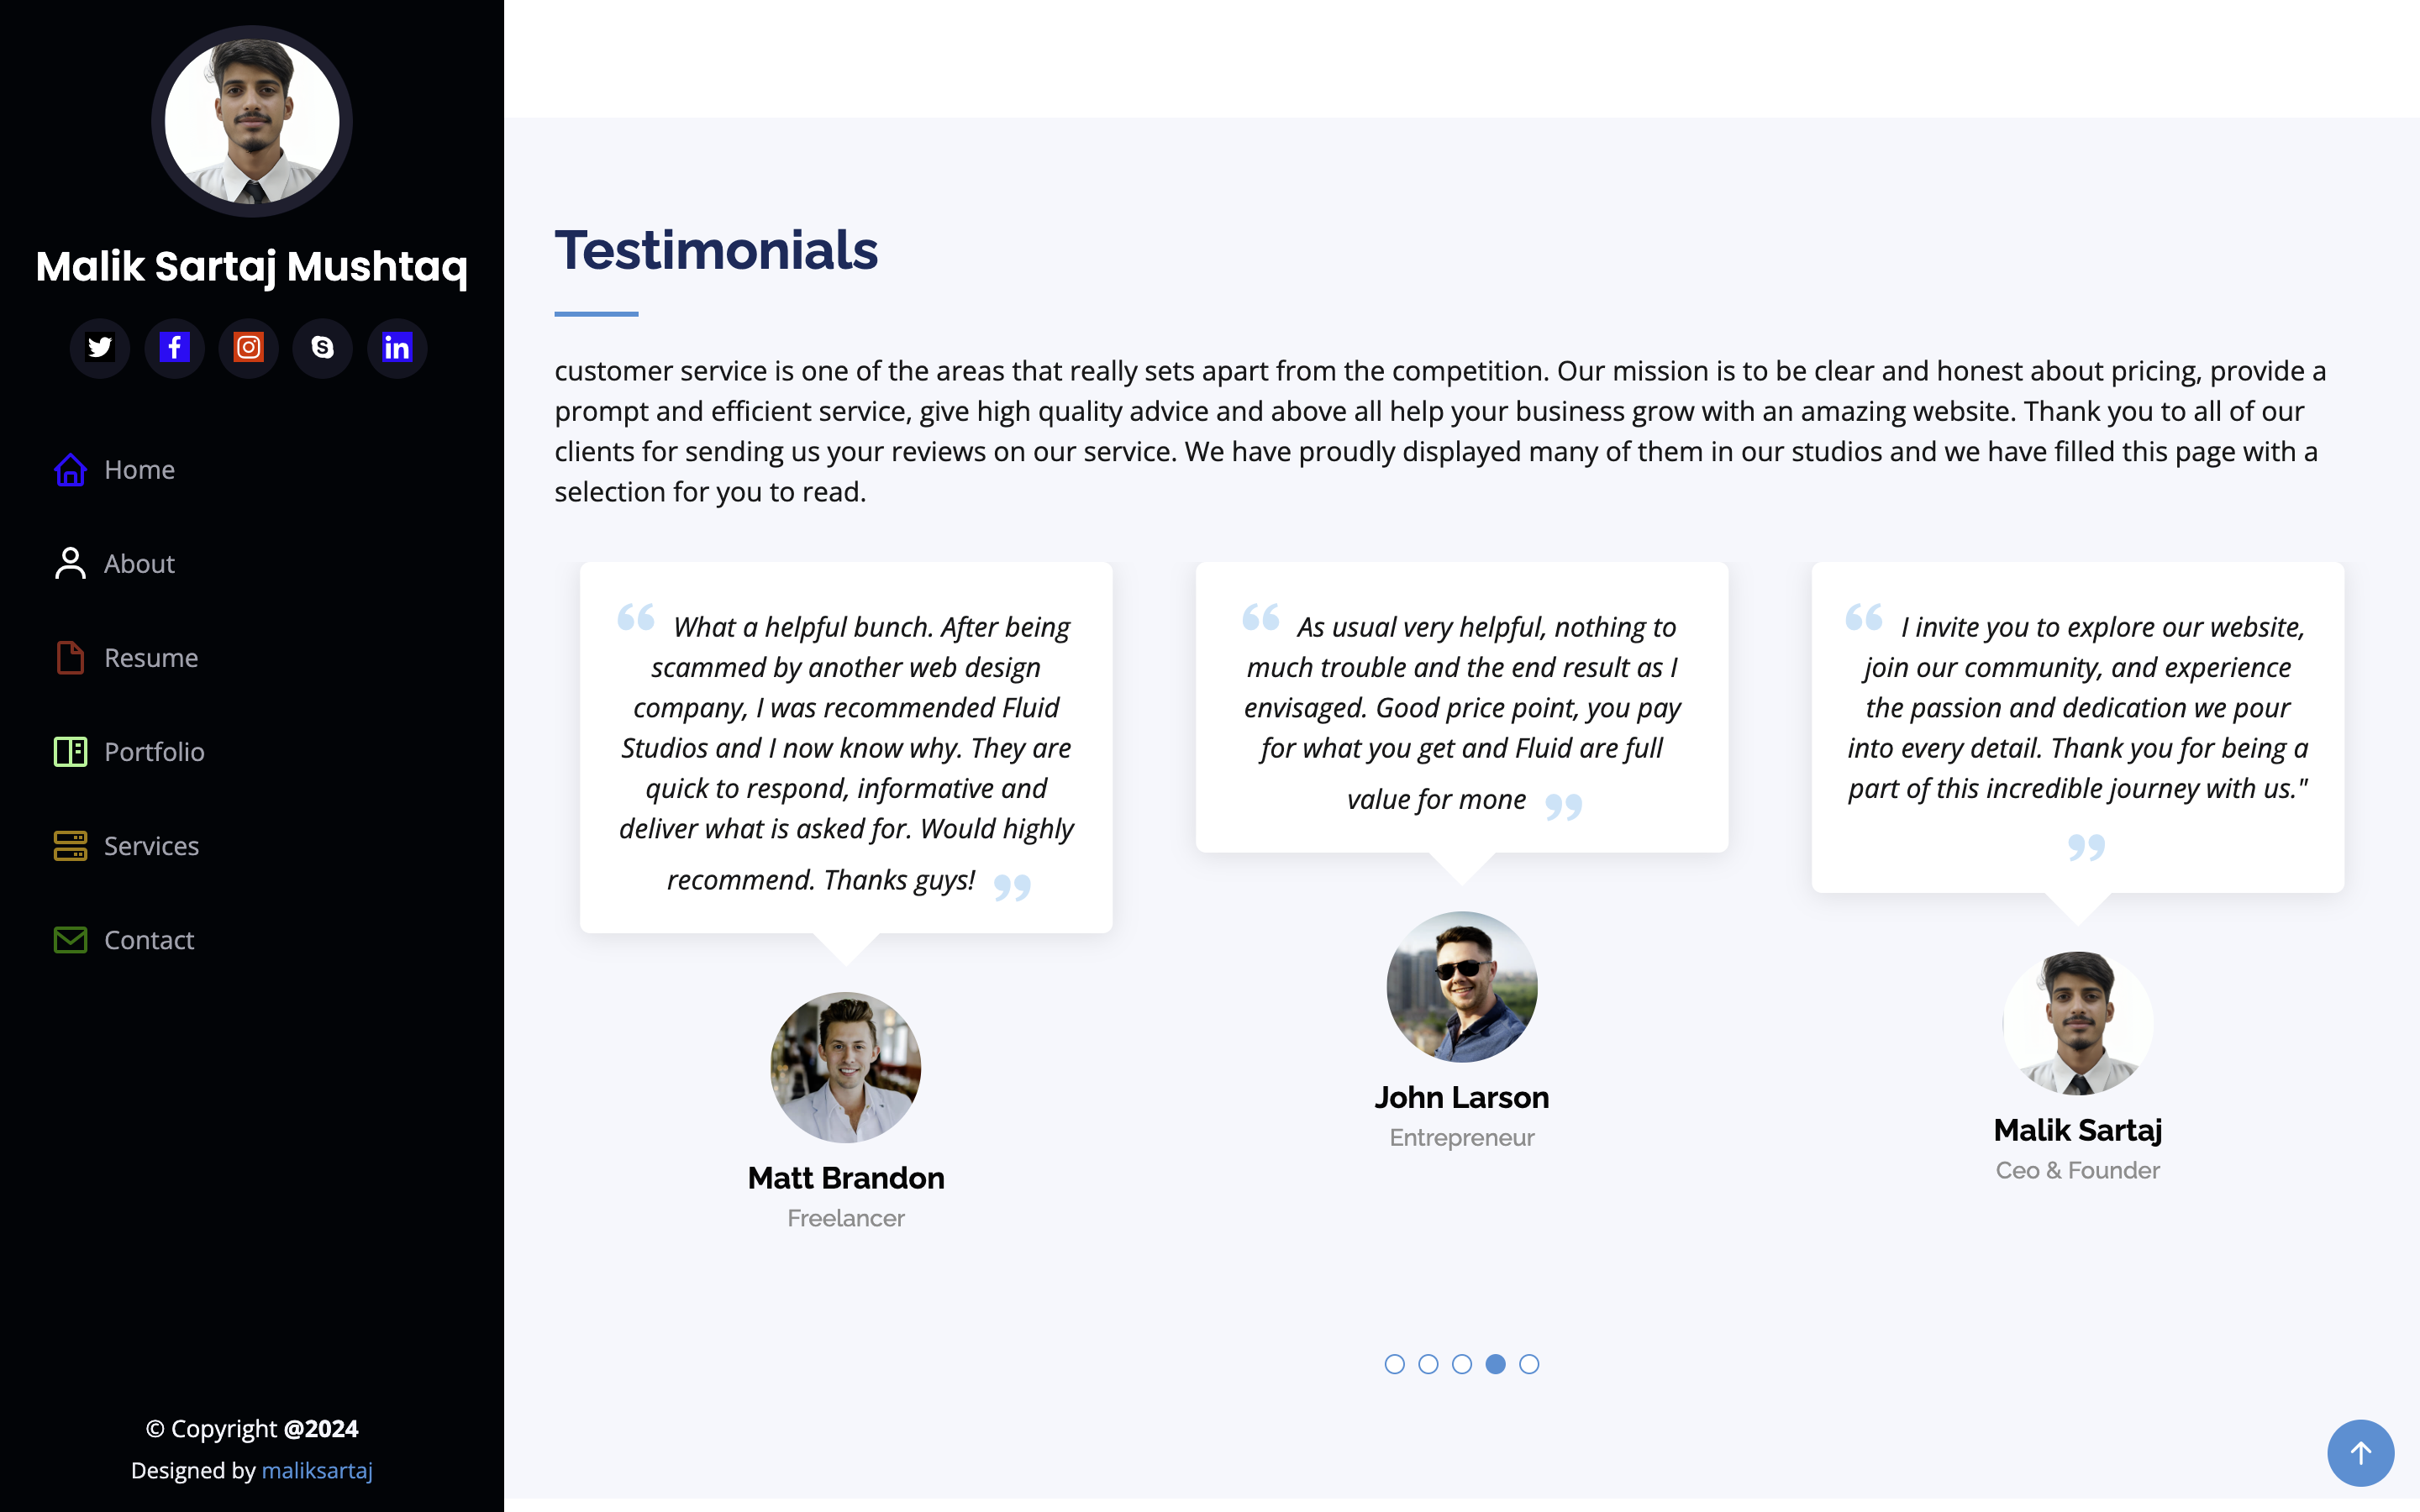 Malik Sartaj Mushtaq
Home
About
Resume
Portfolio
Services
Contact
© Copyright @2024
Designed by maliksartaj
Testimonials
customer service is one of the areas that really sets apart from the competition. Our mission is to be clear and honest about pricing, provide a
prompt and efficient service, give high quality advice and above all help your business grow with an amazing website. Thank you to all of our
clients for sending us your reviews on our service. We have proudly displayed many of them in our studios and we have filled this page with a
selection for you to read.
“ What a helpful bunch. After being
scammed by another web design
company, I was recommended Fluid
Studios and I now know why. They are
quick to respond, informative and
deliver what is asked for. Would highly
recommend. Thanks guys! ”
Matt Brandon
Freelancer
“ As usual very helpful, nothing to
much trouble and the end result as I
envisaged. Good price point, you pay
for what you get and Fluid are full
value for mone ”
John Larson
Entrepreneur
“ I invite you to explore our website,
join our community, and experience
the passion and dedication we pour
into every detail. Thank you for being a
part of this incredible journey with us."
”
Malik Sartaj
Ceo & Founder